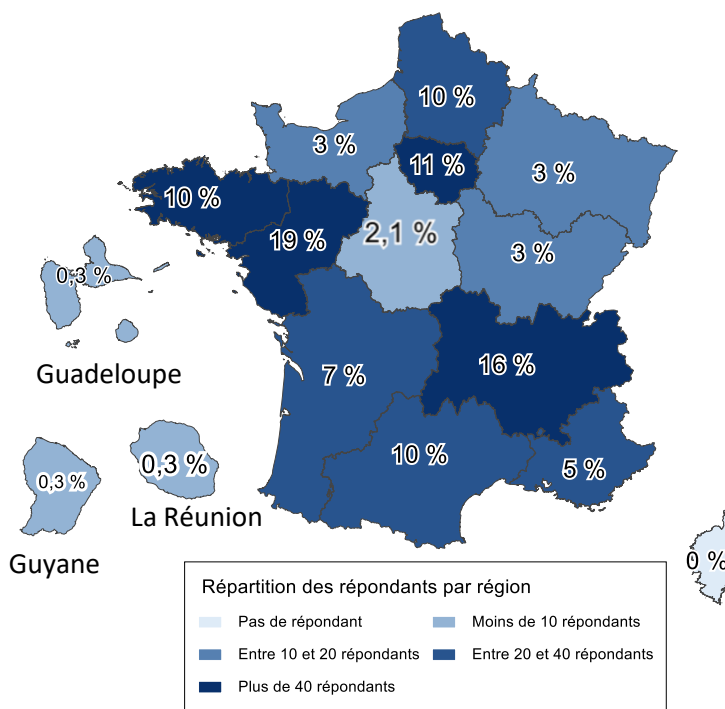 10 %
3 %
11 %
3 %
10 %
19 %
2,1 %
3 %
0,3 %
Guadeloupe
7 %
16 %
10 %
5 %
0,3 %
0,3 %
La Réunion
Guyane
0 %
Répartition des répondants par région
Pas de répondant
Moins de 10 répondants
Entre 10 et 20 répondants
Entre 20 et 40 répondants
Plus de 40 répondants